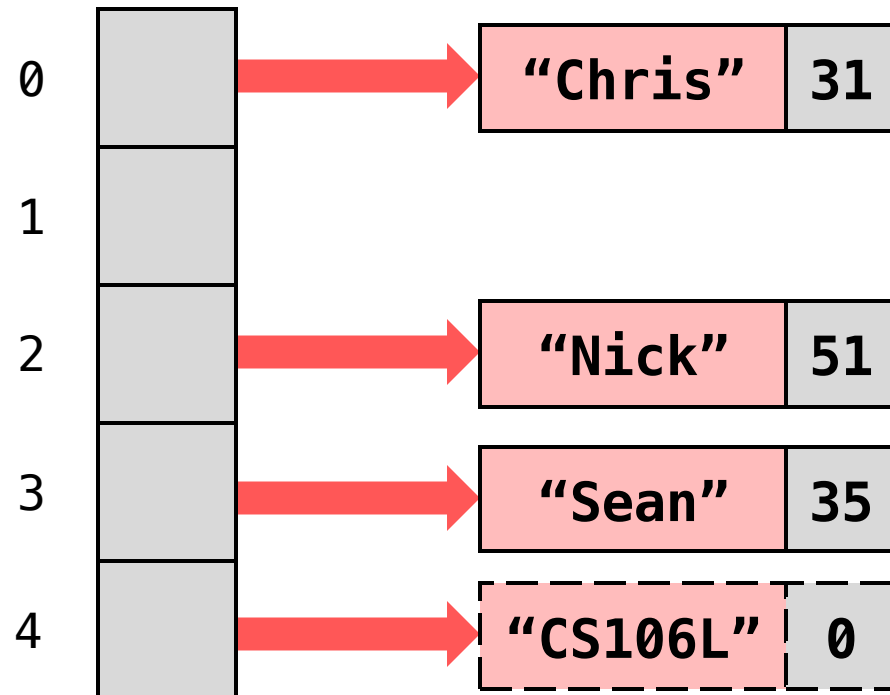 0 “Chris” 31
1
2 “Nick” 51
3 “Sean” 35
4 “CS106L” 0